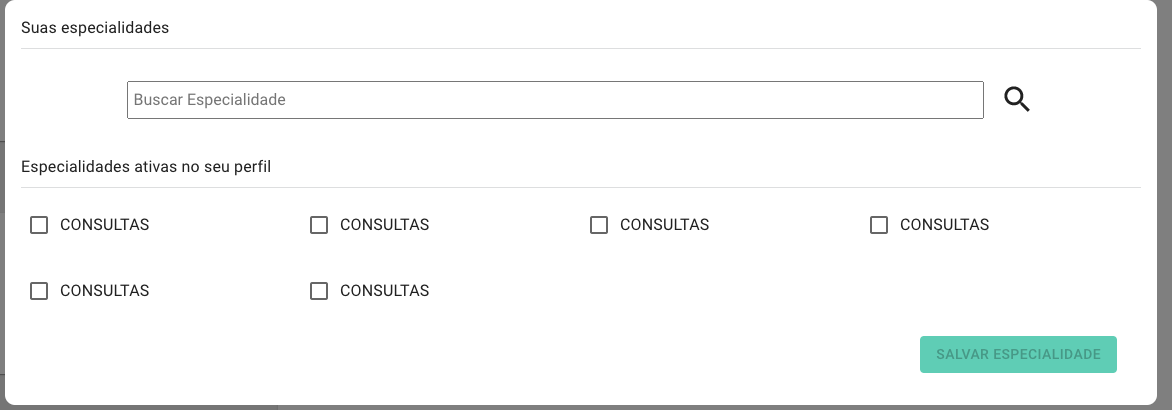 Suas especialidades
Buscar Especialidade
Especialidades ativas no seu perfil
CONSULTAS CONSULTAS CONSULTAS CONSULTAS
CONSULTAS CONSULTAS
SALVAR ESPECIALIDADE